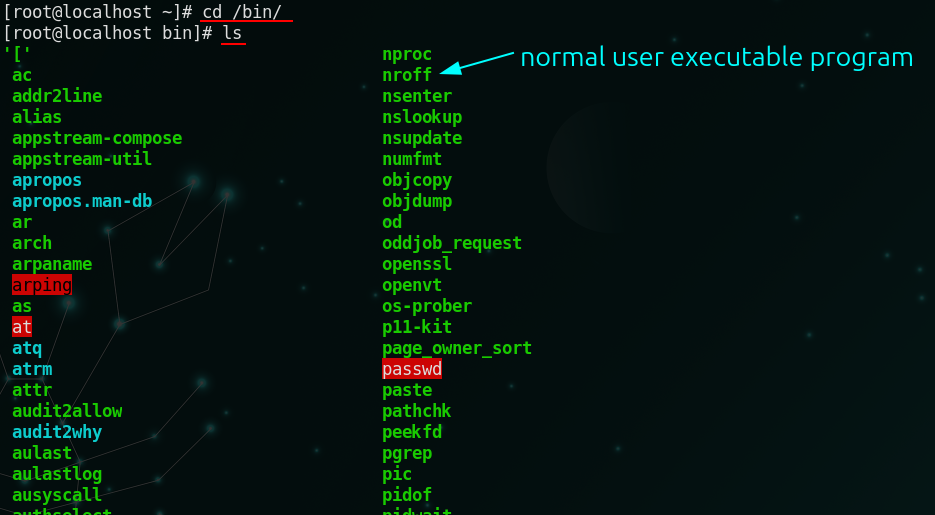 [root@localhost ~]# cd /bin/
[root@localhost bin]# ls
'[' nproc
ac nroff normal user executable program
addr2line nsenter
alias nslookup
appstream-compose nsupdate
appstream-util numfmt
apropos objcopy
apropos.man-db objdump
ar od
arch oddjob_request
arpaname openssl
arping openvt
as os-prober
at p11-kit
atq page_owner_sort
atrm passwd
attr paste
audit2allow pathchk
audit2why peekfd
aulast pgrep
aulastlog pic
ausyscall pidof
authselect pidwait